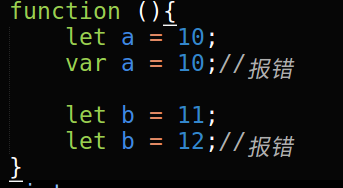 function (){
    let a = 10;
    var a = 10;//报错

    let b = 11;
    let b = 12;//报错
}